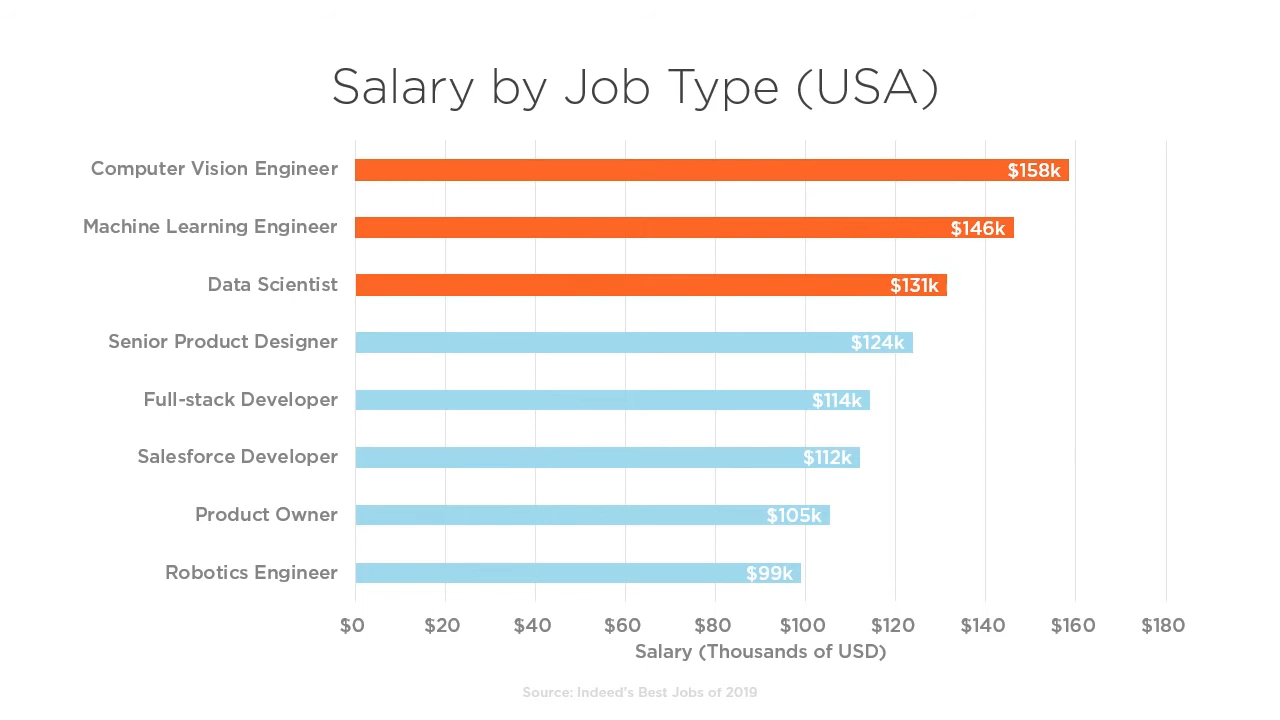 Salary by Job Type (USA)
Computer Vision Engineer $158k
Machine Learning Engineer $146k
Data Scientist $131k
Senior Product Designer $124k
Full-stack Developer $114k
Salesforce Developer $112k
Product Owner $105k
Robotics Engineer $99k
$0 $20 $40 $60 $80 $100 $120 $140 $160 $180
Salary (Thousands of USD)
Source: Indeed's Best Jobs of 2019